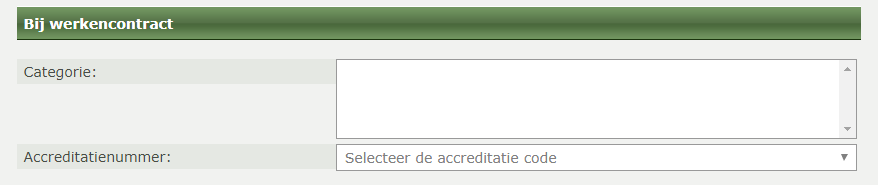 Bij werkencontract
Categorie:
Accreditatienummer:
Selecteer de accreditatie code